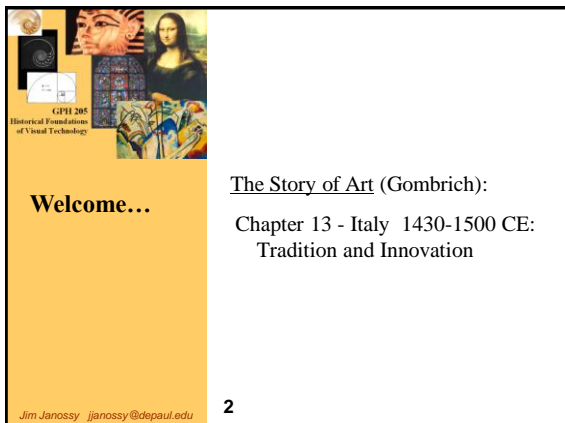 GPH 205
Historical Foundations
of Visual Technology
Welcome…
The Story of Art (Gombrich):
Chapter 13 - Italy 1430-1500 CE:
Tradition and Innovation
Jim Janossy jjanossy@depaul.edu
2